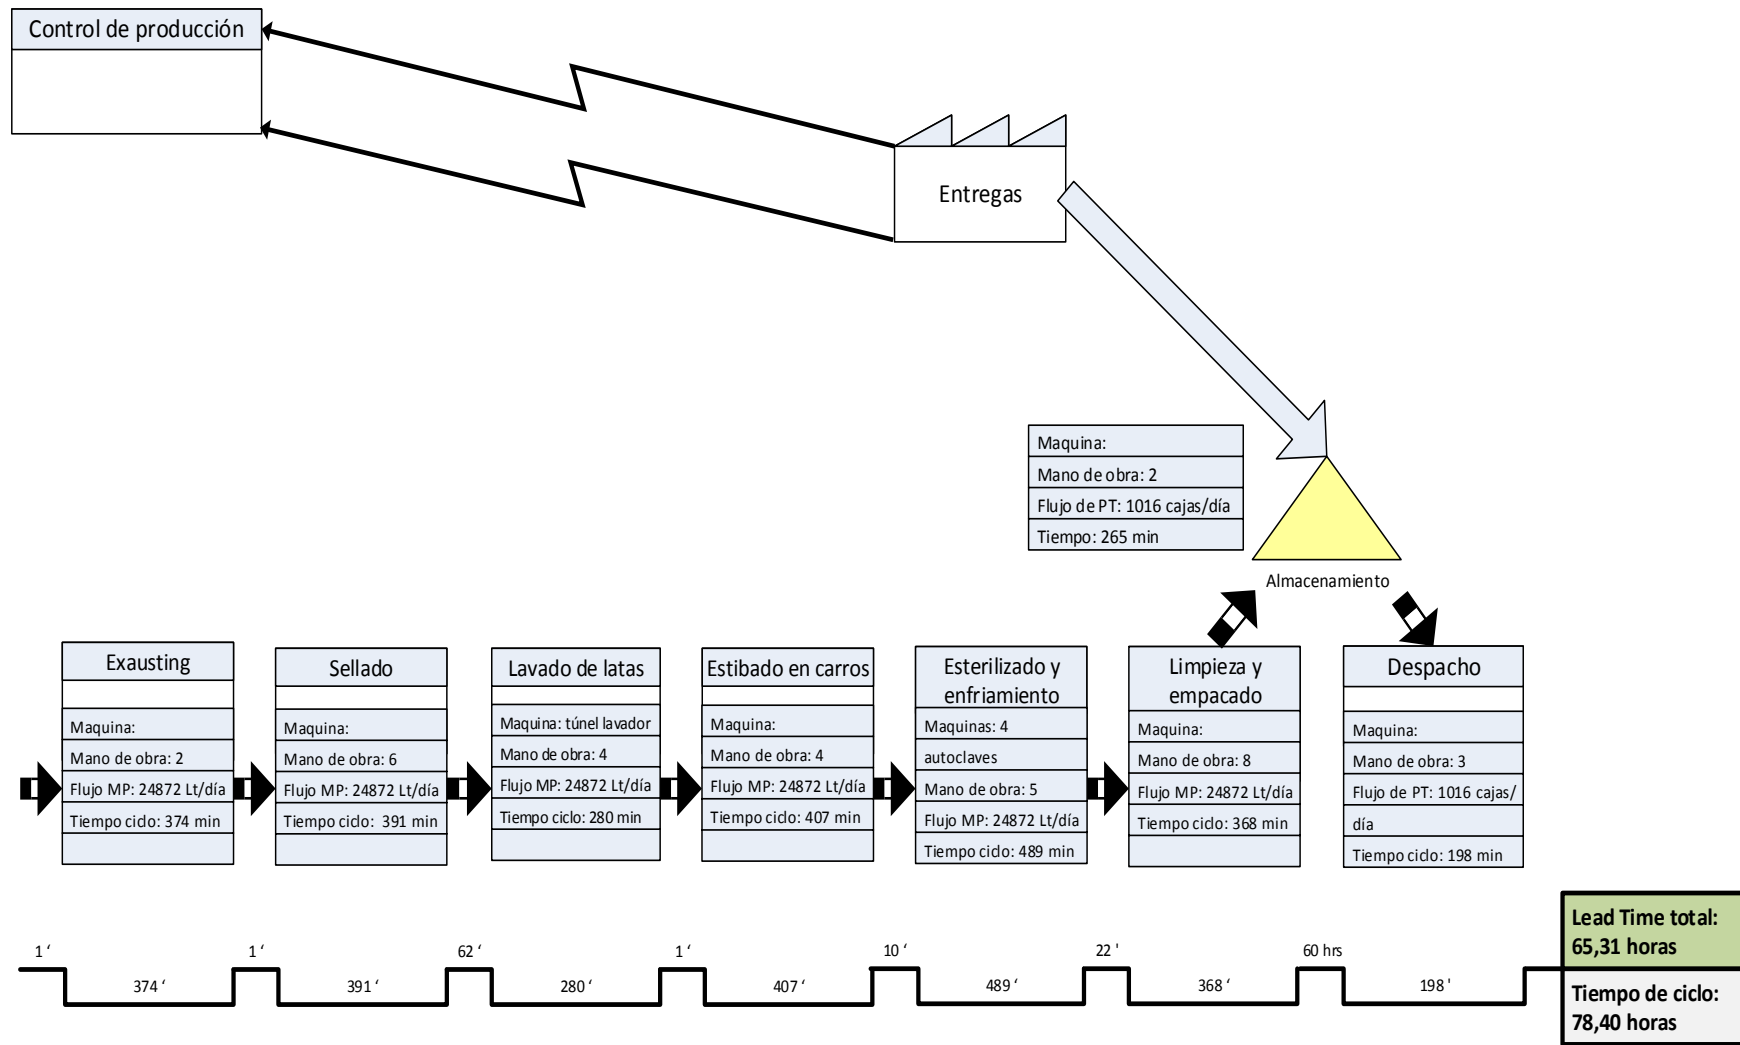 Control de producción
Entregas
Maquina:
Mano de obra: 2
Flujo de PT: 1016 cajas/día
Tiempo: 265 min
Almacenamiento
Exausting
Maquina:
Mano de obra: 2
Flujo MP: 24872 Lt/día
Tiempo ciclo: 374 min
Sellado
Maquina:
Mano de obra: 6
Flujo MP: 24872 Lt/día
Tiempo ciclo: 391 min
Lavado de latas
Maquina: túnel lavador
Mano de obra: 4
Flujo MP: 24872 Lt/día
Tiempo ciclo: 280 min
Estibado en carros
Maquina:
Mano de obra: 4
Flujo MP: 24872 Lt/día
Tiempo ciclo: 407 min
Esterilizado y
enfriamiento
Maquinas: 4
autoclaves
Mano de obra: 5
Flujo MP: 24872 Lt/día
Tiempo ciclo: 489 min
Limpieza y
empacado
Maquina:
Mano de obra: 8
Flujo MP: 24872 Lt/día
Tiempo ciclo: 368 min
Despacho
Maquina:
Mano de obra: 3
Flujo de PT: 1016 cajas/
día
Tiempo ciclo: 198 min
1 ‘
374 ‘
1 ‘
391 ‘
62 ‘
280 ‘
1 ‘
407 ‘
10 ‘
489 ‘
22 '
368 ‘
60 hrs
198 '
Lead Time total:
65,31 horas
Tiempo de ciclo:
78,40 horas